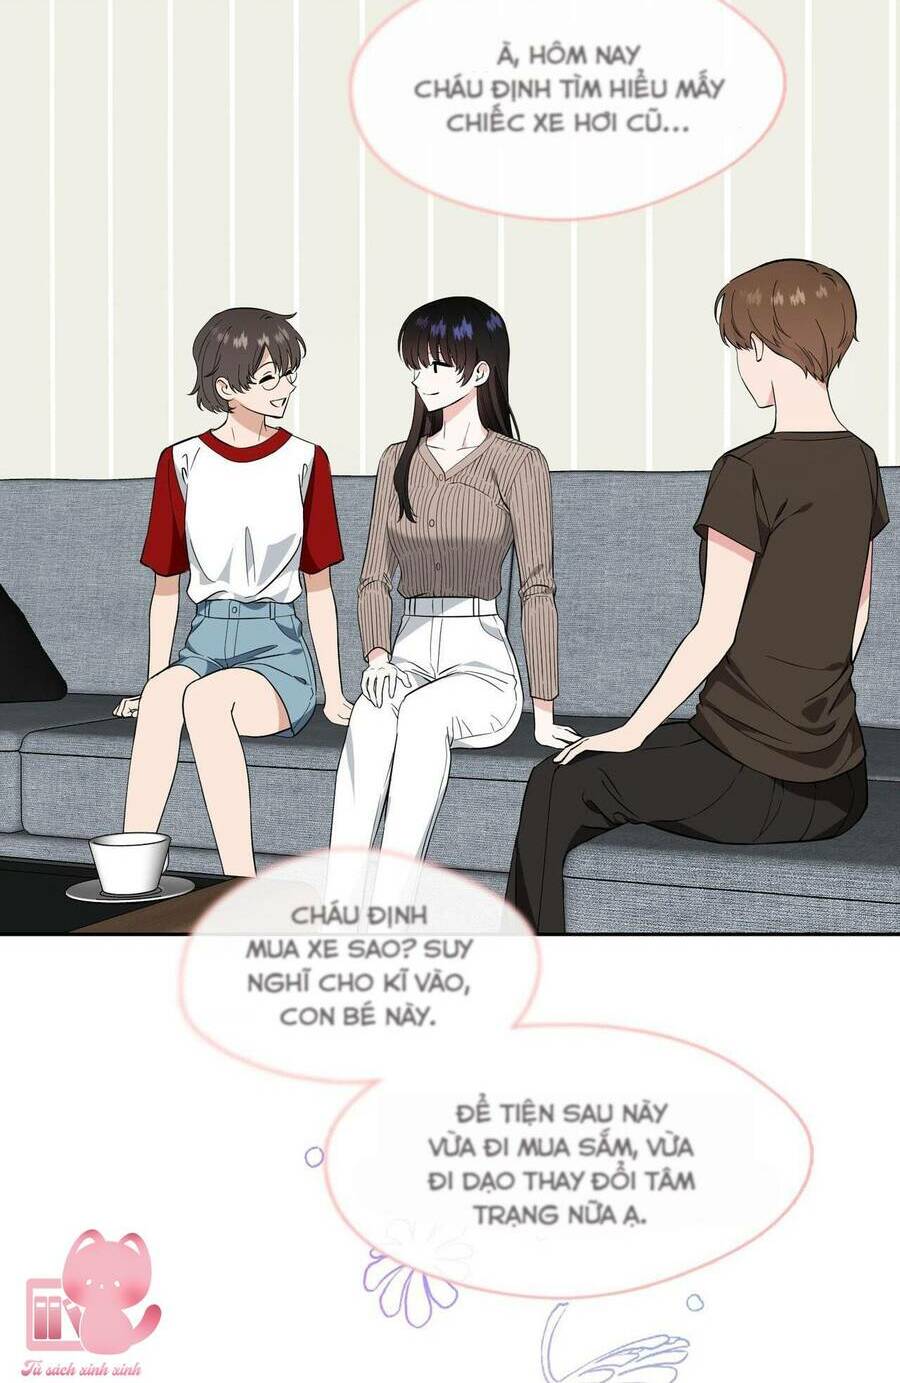 À, HÔM NAY
CHÁU ĐỊNH TÌM HIỂU MẤY
CHIẾC XE HƠI CŨ...
CHÁU ĐỊNH
MUA XE SAO? SUY
NGHĨ CHO KĨ VÀO,
CON BÉ NÀY.
ĐỂ TIỆN SAU NÀY
VỪA ĐI MUA SẮM, VỪA
ĐI DẠO THAY ĐỔI TÂM
TRẠNG NỮA Ạ.
Tủ sách xinh xinh